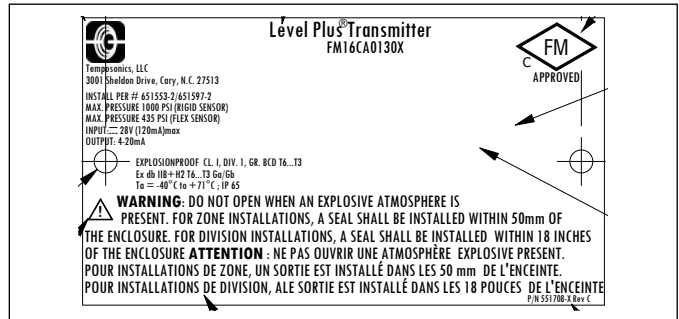 Lével Plus® Transmitter
FM16CA0130X
FM
C
APPROVED
Temposonics, LLC
3001 Sheldon Drive, Cary, N.C. 27513
INSTALL PER # 651553-2/651597-2
MAX. PRESSURE 1000 PSI (RIGID SENSOR)
MAX. PRESSURE 435 PSI (FLEX SENSOR)
INPUT: ⎓ 28V (120mA)max
OUTPUT: 4-20mA
EXPLOSIONPROOF CL. I, DIV. 1, GR. BCD T6...T3
Ex db IIB+H2 T6...T3 Ga/Gb
Ta = -40°C to +71°C ; IP 65
WARNING: DO NOT OPEN WHEN AN EXPLOSIVE ATMOSPHERE IS
PRESENT. FOR ZONE INSTALLATIONS, A SEAL SHALL BE INSTALLED WITHIN 50mm OF
THE ENCLOSURE. FOR DIVISION INSTALLATIONS, A SEAL SHALL BE INSTALLED WITHIN 18 INCHES
OF THE ENCLOSURE ATTENTION : NE PAS OUVRIR UNE ATMOSPHÈRE EXPLOSIVE PRESENT.
POUR INSTALLATIONS DE ZONE, UN SORTIE EST INSTALLÉ DANS LES 50 mm DE L'ENCEINTE.
POUR INSTALLATIONS DE DIVISION, ALE SORTIE EST INSTALLÉ DANS LES 18 POUCES DE L'ENCEINTE
P/N 551708-X Rev C